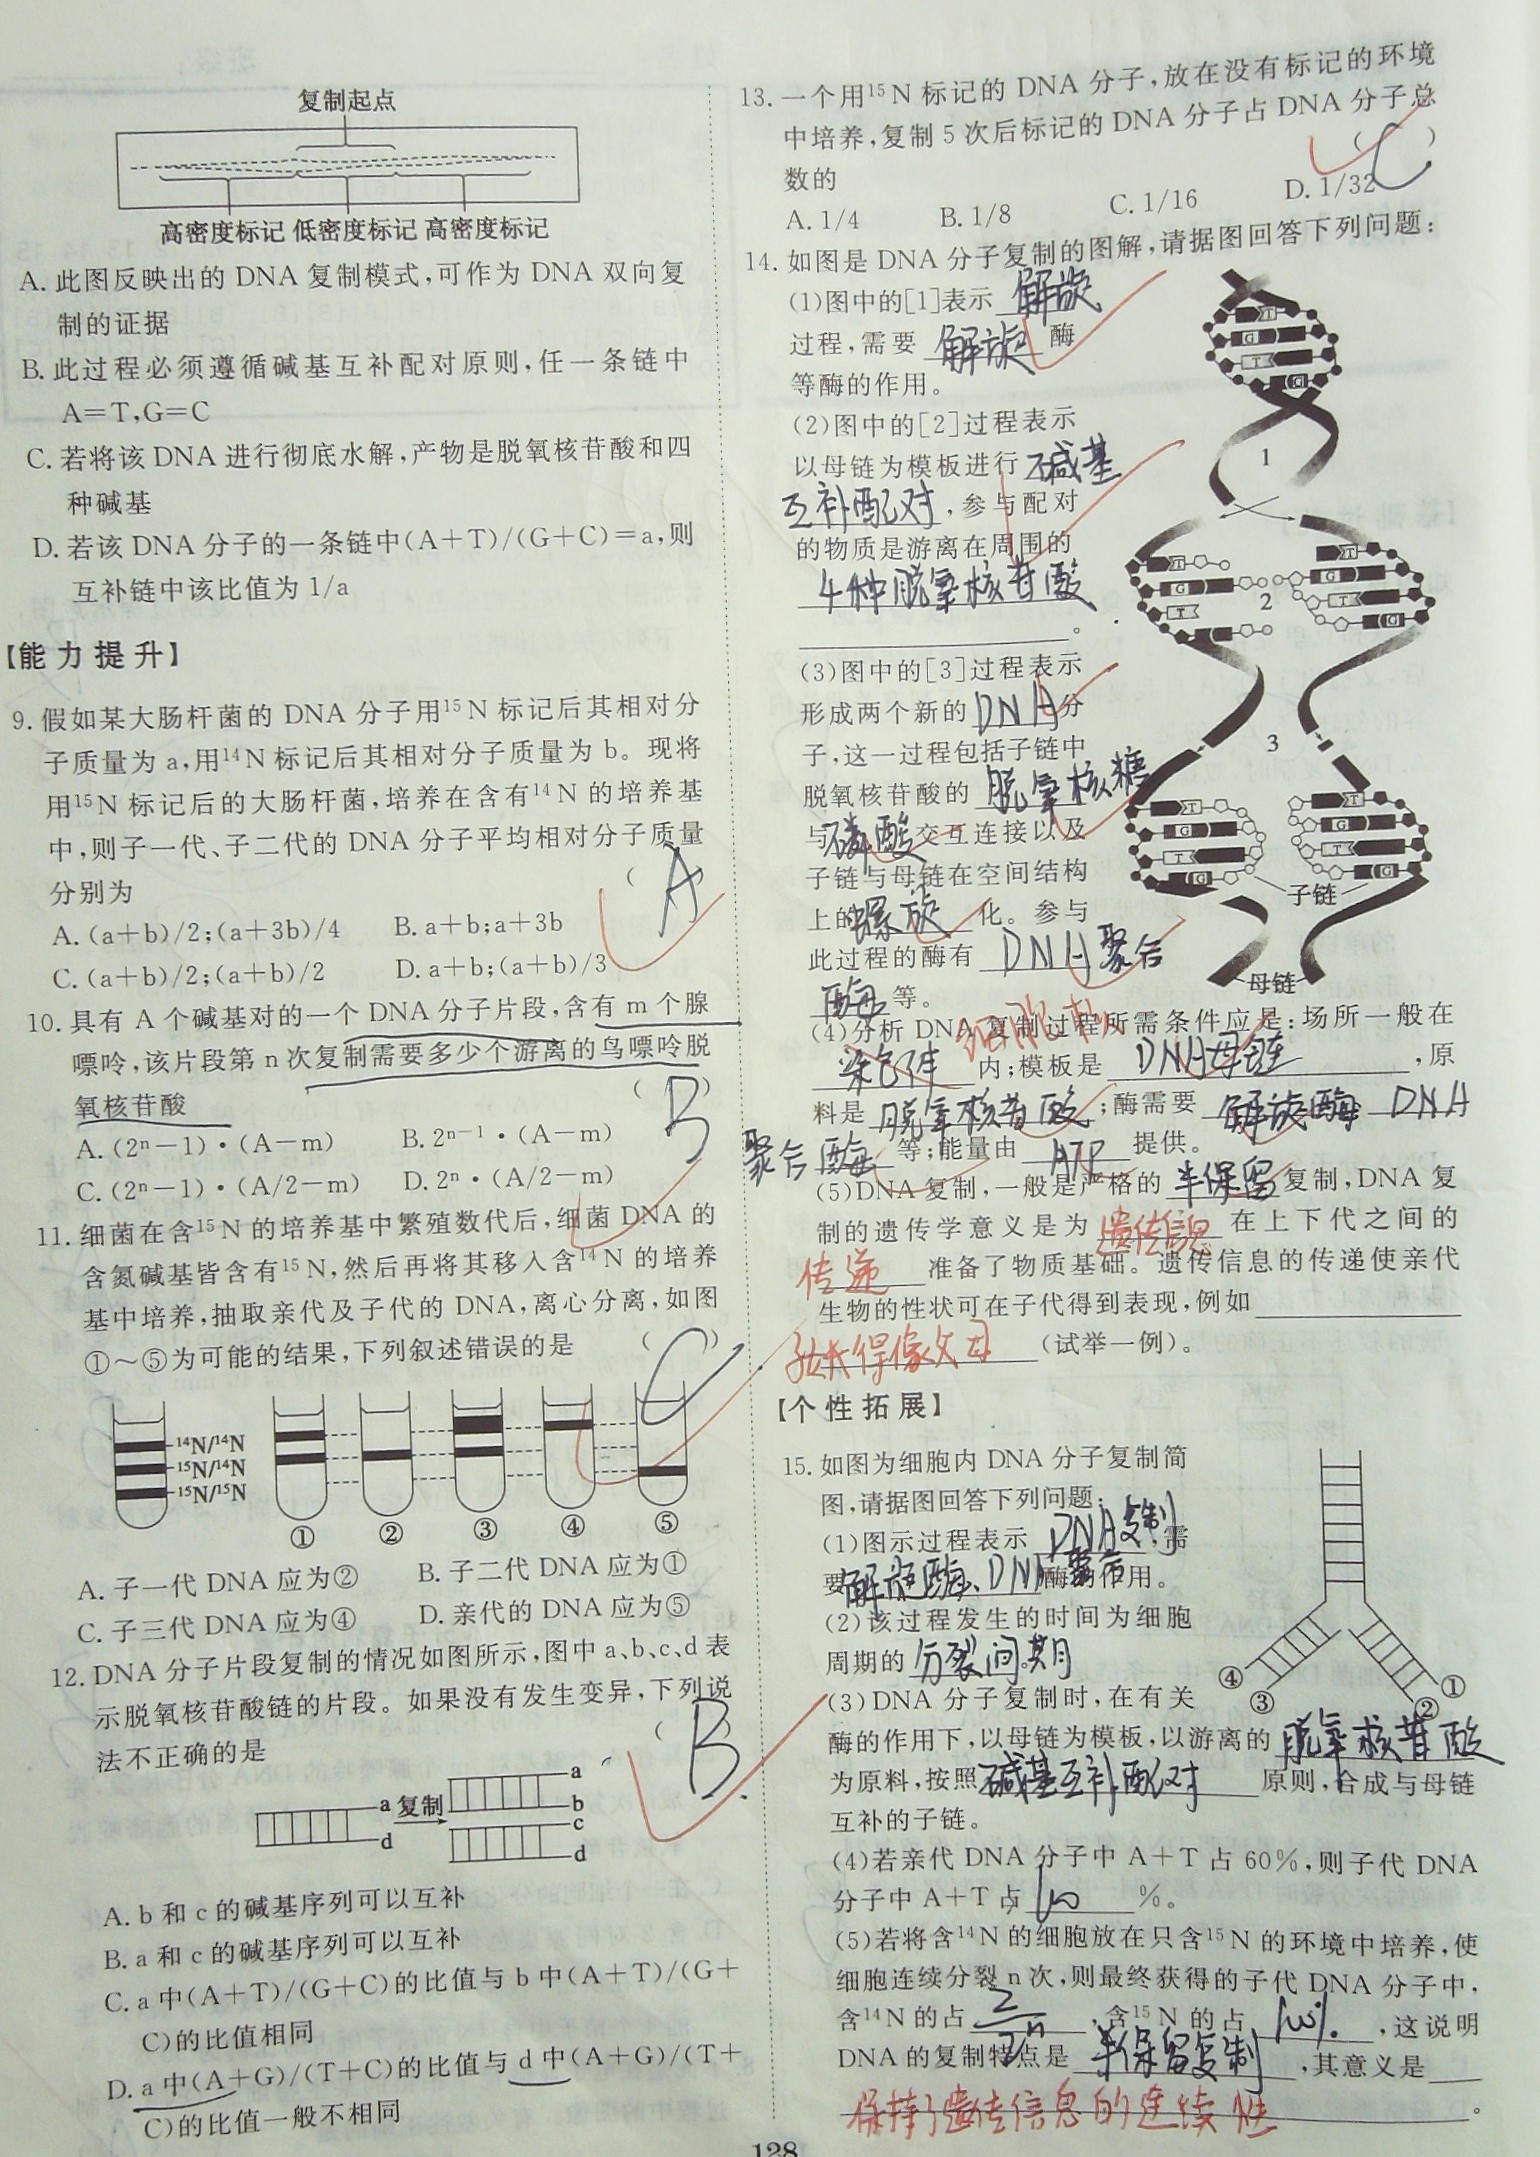 复制起点
高密度标记 低密度标记 高密度标记
A. 此图反映出的 DNA 复制模式,可作为 DNA 双向复
制的证据
B. 此过程必须遵循碱基互补配对原则,任一条链中
A=T,G=C
C. 若将该 DNA 进行彻底水解,产物是脱氧核苷酸和四
种碱基
D. 若该 DNA 分子的一条链中(A+T)/(G+C)=a,则
互补链中该比值为 1/a
【能力提升】
9. 假如某大肠杆菌的 DNA 分子用¹⁵N 标记后其相对分
子质量为 a,用¹⁴N 标记后其相对分子质量为 b。现将
用¹⁵N 标记后的大肠杆菌,培养在含有¹⁴N 的培养基
中,则子一代、子二代的 DNA 分子平均相对分子质量
分别为 ( A )
A. (a+b)/2;(a+3b)/4 B. a+b;a+3b
C. (a+b)/2;(a+b)/2 D. a+b;(a+b)/3
10. 具有 A 个碱基对的一个 DNA 分子片段,含有 m 个腺
嘌呤,该片段第 n 次复制需要多少个游离的鸟嘌呤脱
氧核苷酸 ( B )
A. (2ⁿ-1)·(A-m) B. 2ⁿ⁻¹·(A-m)
C. (2ⁿ-1)·(A/2-m) D. 2ⁿ·(A/2-m)
11. 细菌在含¹⁵N 的培养基中繁殖数代后,细菌 DNA 的
含氮碱基皆含有¹⁵N,然后再将其移入含¹⁴N 的培养
基中培养,抽取亲代及子代的 DNA,离心分离,如图
①~⑤为可能的结果,下列叙述错误的是 ( C )
¹⁴N/¹⁴N
¹⁵N/¹⁴N
¹⁵N/¹⁵N
① ② ③ ④ ⑤
A. 子一代 DNA 应为② B. 子二代 DNA 应为①
C. 子三代 DNA 应为④ D. 亲代的 DNA 应为⑤
12. DNA 分子片段复制的情况如图所示,图中 a、b、c、d 表
示脱氧核苷酸链的片段。如果没有发生变异,下列说
法不正确的是 ( B )
a
d
复制
a
b
c
d
A. b 和 c 的碱基序列可以互补
B. a 和 c 的碱基序列可以互补
C. a 中(A+T)/(G+C)的比值与 b 中(A+T)/(G+
C)的比值相同
D. a 中(A+G)/(T+C)的比值与 d 中(A+G)/(T+
C)的比值一般不相同
13. 一个用¹⁵N 标记的 DNA 分子,放在没有标记的环境
中培养,复制 5 次后标记的 DNA 分子占 DNA 分子总
数的 ( C )
A. 1/4 B. 1/8 C. 1/16 D. 1/32
14. 如图是 DNA 分子复制的图解,请据图回答下列问题:
(1)图中的[1]表示 解旋
过程,需要 解旋 酶
等酶的作用。
(2)图中的[2]过程表示
以母链为模板进行 碱基
互补配对,参与配对
的物质是游离在周围的
4种脱氧核苷酸
。
(3)图中的[3]过程表示
形成两个新的 DNA 分
子,这一过程包括子链中
脱氧核苷酸的 脱氧核糖
与 磷酸 交互连接以及
子链与母链在空间结构
上的 螺旋 化。参与
此过程的酶有 DNA聚合
酶 等。
1
2
3
T
G
T
G
子链
母链
(4)分析 DNA 复制过程所需条件应是:场所一般在
细胞核
染色体 内;模板是 DNA母链 ,原
料是 脱氧核苷酸 ;酶需要 解旋酶 DNA
聚合酶 等;能量由 ATP 提供。
(5)DNA 复制,一般是严格的 半保留 复制,DNA 复
制的遗传学意义是为 遗传信息 在上下代之间的
传递 准备了物质基础。遗传信息的传递使亲代
生物的性状可在子代得到表现,例如
孩长得像父母 (试举一例)。
【个性拓展】
15. 如图为细胞内 DNA 分子复制简
图,请据图回答下列问题:
(1)图示过程表示 DNA复制,需
要 解旋酶、DNA聚合 酶的作用。
(2)该过程发生的时间为细胞
周期的 分裂间期
④
③
②
①
(3)DNA 分子复制时,在有关
酶的作用下,以母链为模板,以游离的 脱氧核苷酸
为原料,按照 碱基互补配对 原则,合成与母链
互补的子链。
(4)若亲代 DNA 分子中 A+T 占 60%,则子代 DNA
分子中 A+T 占 60 %。
(5)若将含¹⁴N 的细胞放在只含¹⁵N 的环境中培养,使
细胞连续分裂 n 次,则最终获得的子代 DNA 分子中,
含¹⁴N 的占 2/2ⁿ ,含¹⁵N 的占 100% ,这说明
DNA 的复制特点是 半保留复制 ,其意义是
保持了遗传信息的连续性 。
128